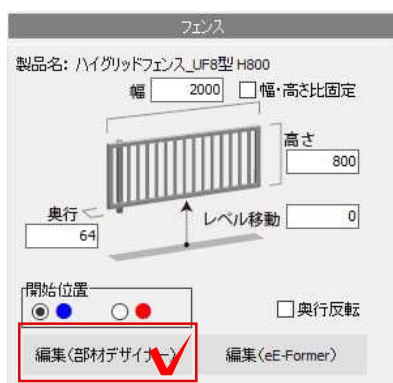 フェンス
製品名: ハイグリッドフェンス_UF8型 H800
幅 2000 幅・高さ比固定
高さ
800
奥行
64
レベル移動 0
開始位置
奥行反転
編集(部材デザイナー) 編集(eE-Former)